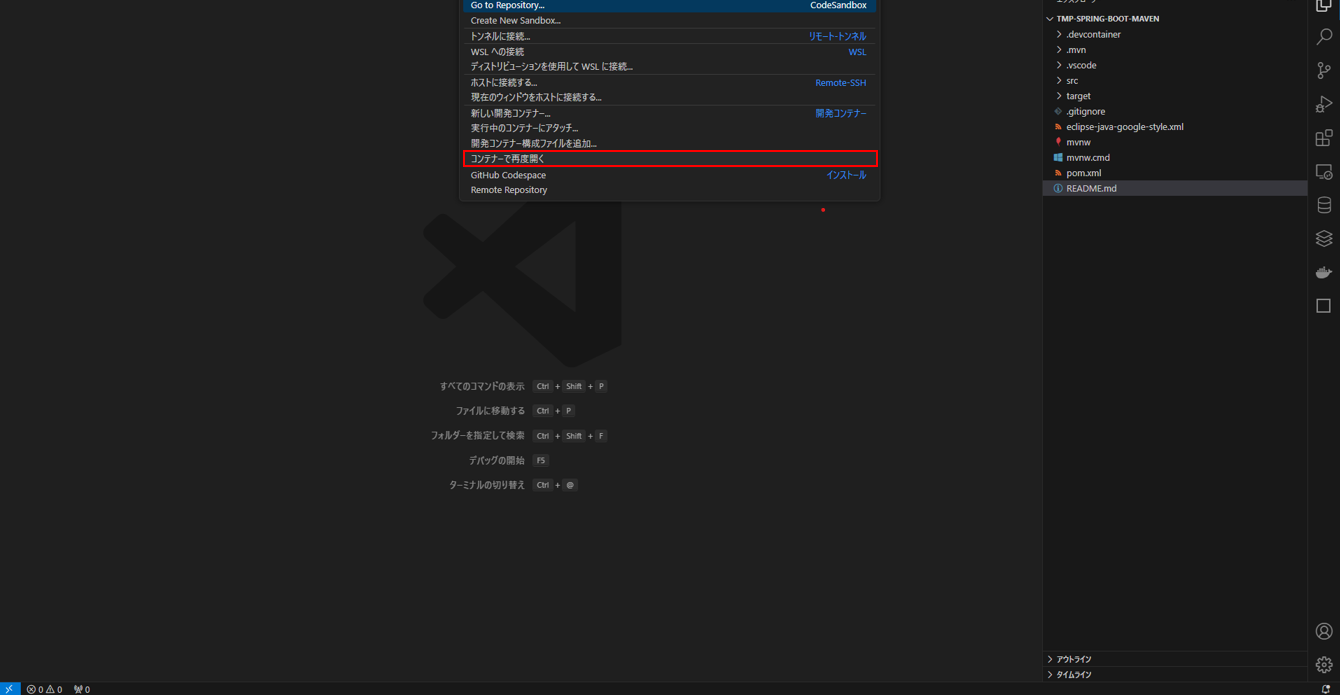 Go to Repository... CodeSandbox
Create New Sandbox...
トンネルに接続... リモート-トンネル
WSL への接続 WSL
ディストリビューションを使用して WSL に接続...
ホストに接続する... Remote-SSH
現在のウィンドウをホストに接続する...
新しい開発コンテナー... 開発コンテナー
実行中のコンテナーにアタッチ...
開発コンテナー構成ファイルを追加...
コンテナーで再度開く
GitHub Codespace インストール
Remote Repository
すべてのコマンドの表示 Ctrl + Shift + P
ファイルに移動する Ctrl + P
フォルダーを指定して検索 Ctrl + Shift + F
デバッグの開始 F5
ターミナルの切り替え Ctrl + @
TMP-SPRING-BOOT-MAVEN
.devcontainer
.mvn
.vscode
src
target
.gitignore
eclipse-java-google-style.xml
mvnw
mvnw.cmd
pom.xml
README.md
アウトライン
タイムライン
0 0 0